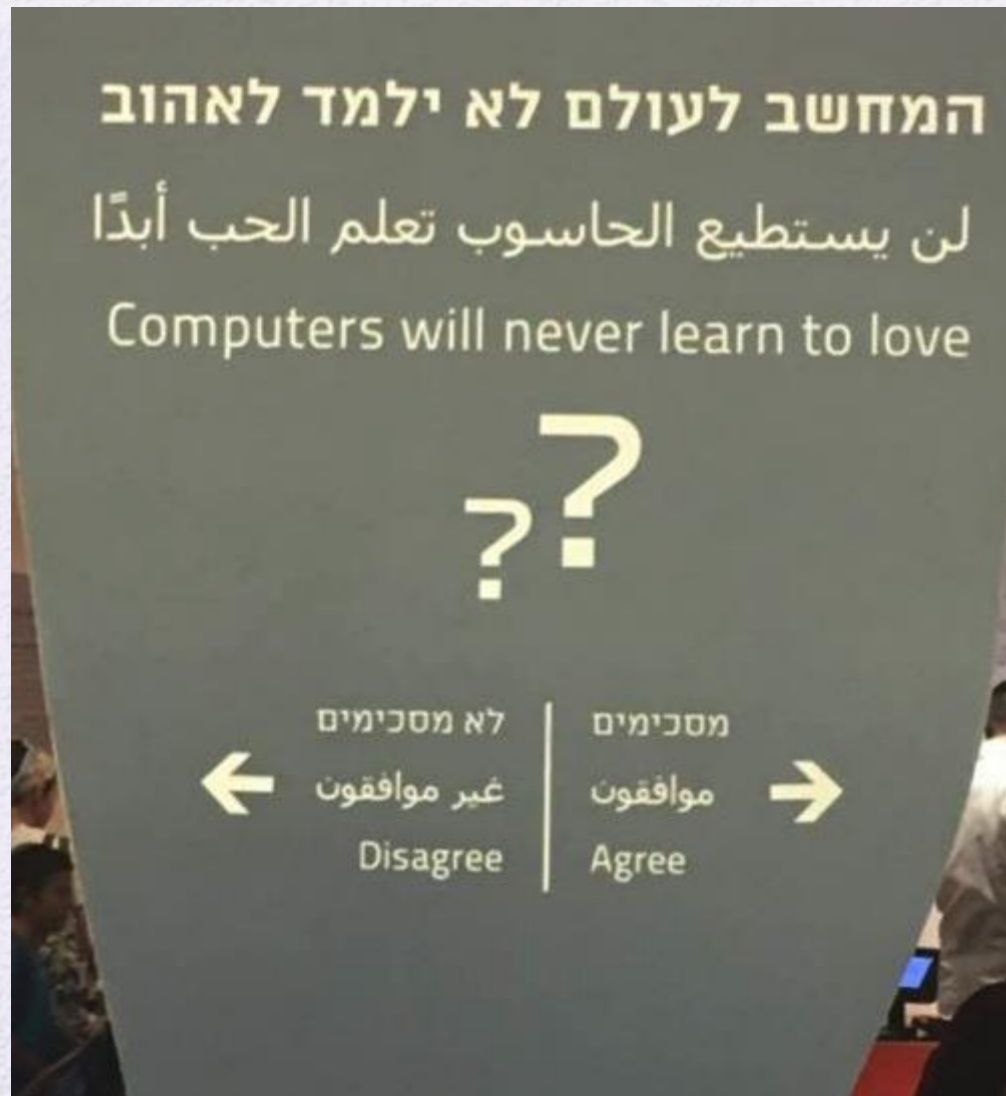 המחשב לעולם לא ילמד לאהוב
لن يستطيع الحاسوب تعلم الحب أبدًا
Computers will never learn to love
??
מסכימים
موافقون
Agree
לא מסכימים
غير موافقون
Disagree